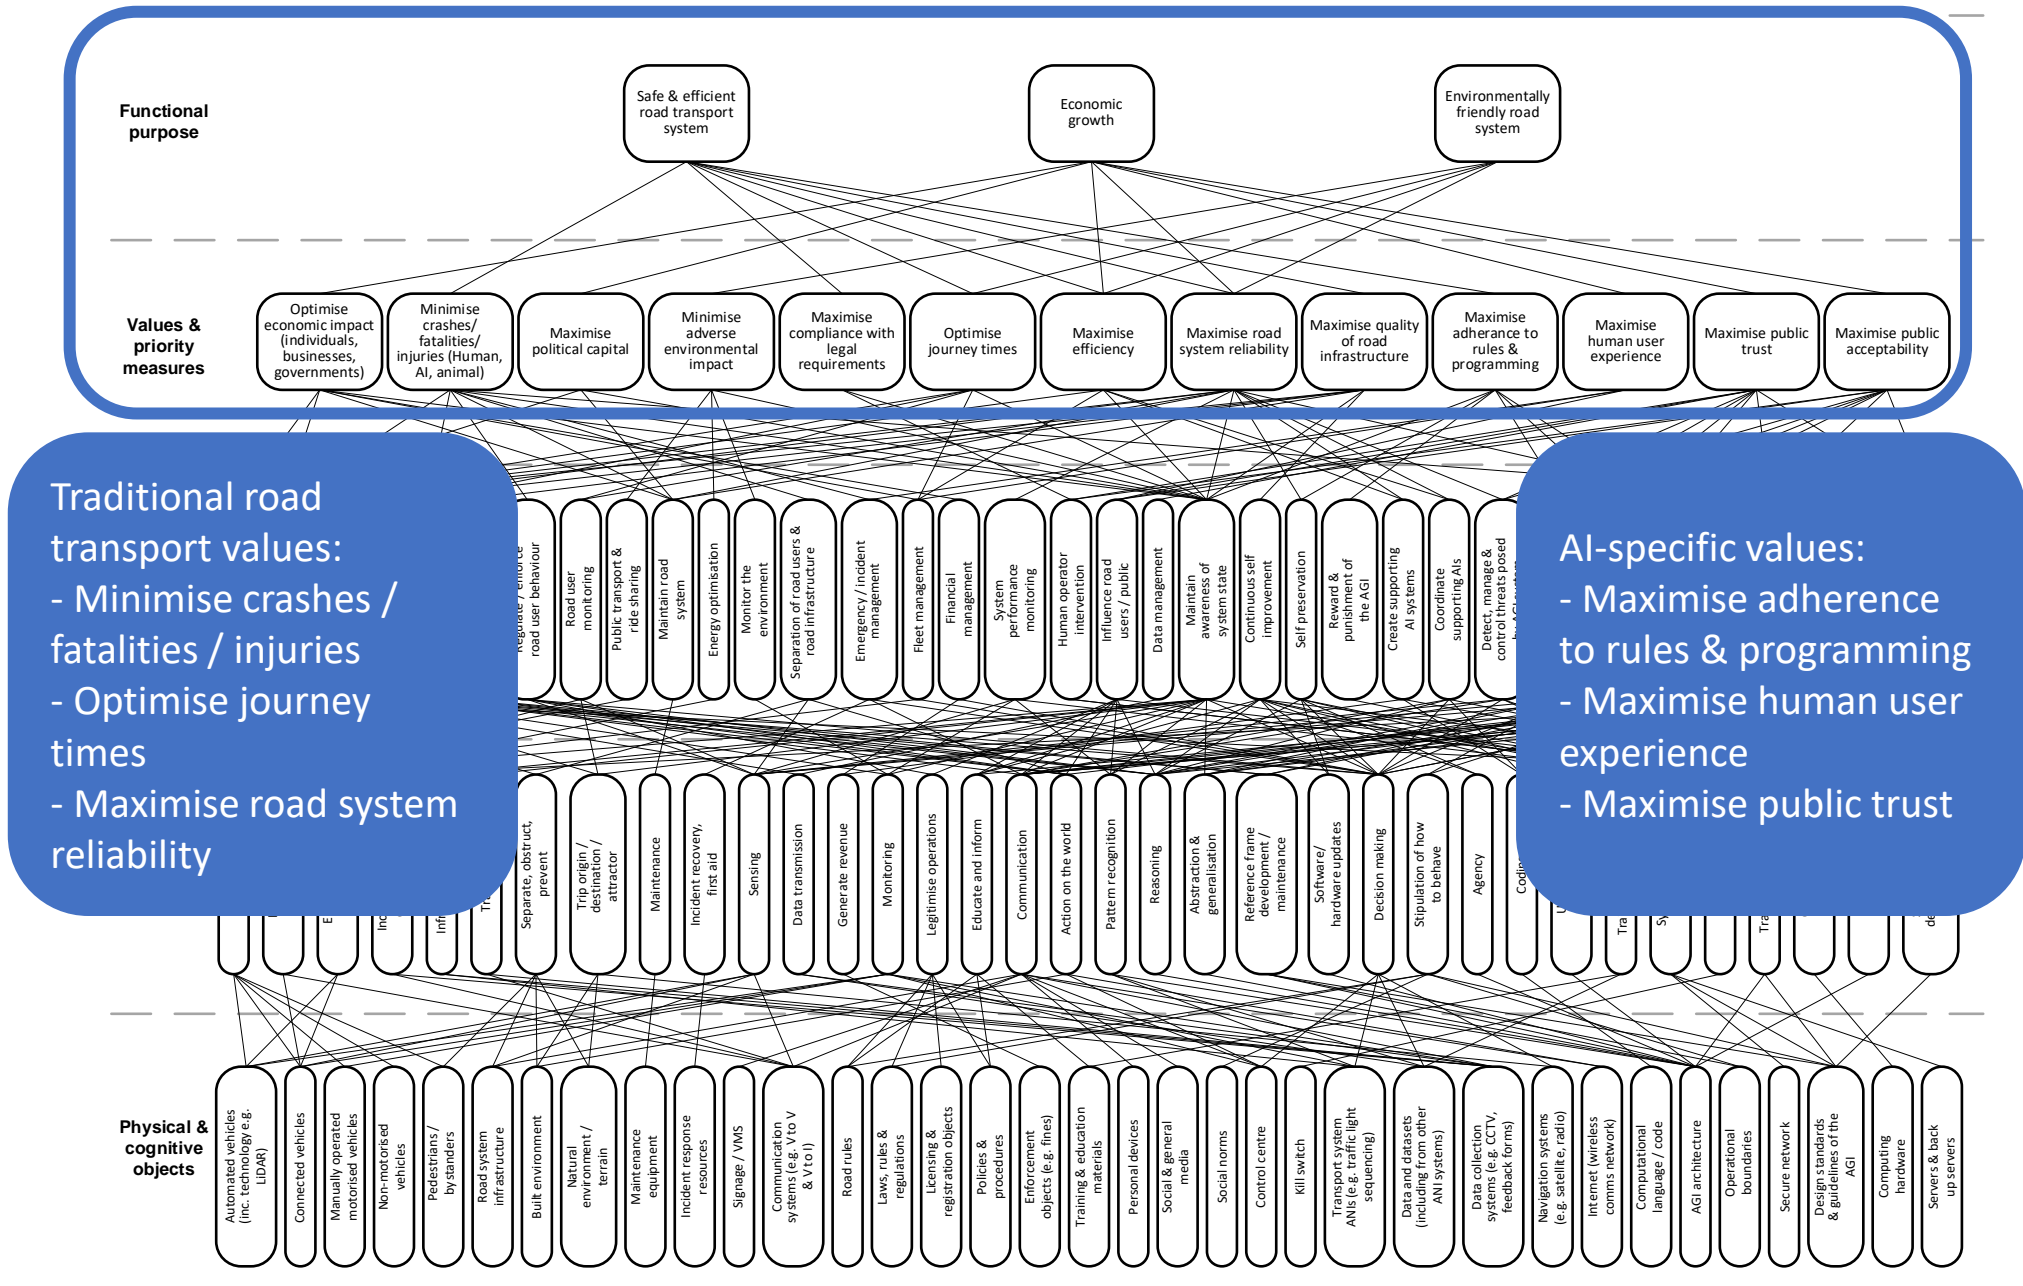 Functional
purpose
Safe & efficient
road transport
system
Economic
growth
Environmentally
friendly road
system
Values &
priority
measures
Optimise
economic impact
(individuals,
businesses,
governments)
Minimise
crashes/
fatalities/
injuries (Human,
AI, animal)
Maximise
political capital
Minimise
adverse
environmental
impact
Maximise
compliance with
legal
requirements
Optimise
journey times
Maximise
efficiency
Maximise road
system reliability
Maximise quality
of road
infrastructure
Maximise
adherance to
rules &
programming
Maximise
human user
experience
Maximise public
trust
Maximise public
acceptability
Traditional road
transport values:
- Minimise crashes /
fatalities / injuries
- Optimise journey
times
- Maximise road system
reliability
AI-specific values:
- Maximise adherence
to rules & programming
- Maximise human user
experience
- Maximise public trust
Regulate / enforce
road user behaviour
Road user
monitoring
Public transport &
ride sharing
Maintain road
system
Energy optimisation
Monitor the
environment
Separation of road users &
road infrastructure
Emergency / incident
management
Fleet management
Financial
management
System
performance
monitoring
Human operator
intervention
Influence road
users / public
Data management
Maintain
awareness of
system state
Continuous self
improvement
Self preservation
Reward &
punishment of
the AGI
Create supporting
AI systems
Coordinate
supporting AIs
Detect, manage &
control threats posed
Separate, obstruct,
prevent
Trip origin /
destination /
attractor
Maintenance
Incident recovery,
first aid
Sensing
Data transmission
Generate revenue
Monitoring
Legitimise operations
Educate and inform
Communication
Action on the world
Pattern recognition
Reasoning
Abstraction &
generalisation
Reference frame
development /
maintenance
Software/
hardware updates
Decision making
Stipulation of how
to behave
Agency
Physical &
cognitive
objects
Automated vehicles
(inc. technology e.g.
LiDAR)
Connected vehicles
Manually operated
motorised vehicles
Non-motorised
vehicles
Pedestrians /
bystanders
Road system
infrastructure
Built environment
Natural
environment /
terrain
Maintenance
equipment
Incident response
resources
Signage / VMS
Communication
systems (e.g. V to V
& V to I)
Road rules
Laws, rules &
regulations
Licensing &
registration objects
Policies &
procedures
Enforcement
objects (e.g. fines)
Training & education
materials
Personal devices
Social & general
media
Social norms
Control centre
Kill switch
Transport system
ANIs (e.g. traffic light
sequencing)
Data and datasets
(including from other
ANI systems)
Data collection
systems (e.g. CCTV,
feedback forms)
Navigation systems
(e.g. satellite, radio)
Internet (wireless
comms network)
Computational
language / code
AGI architecture
Operational
boundaries
Secure network
Design standards
& guidelines of the
AGI
Computing
hardware
Servers & back
up servers